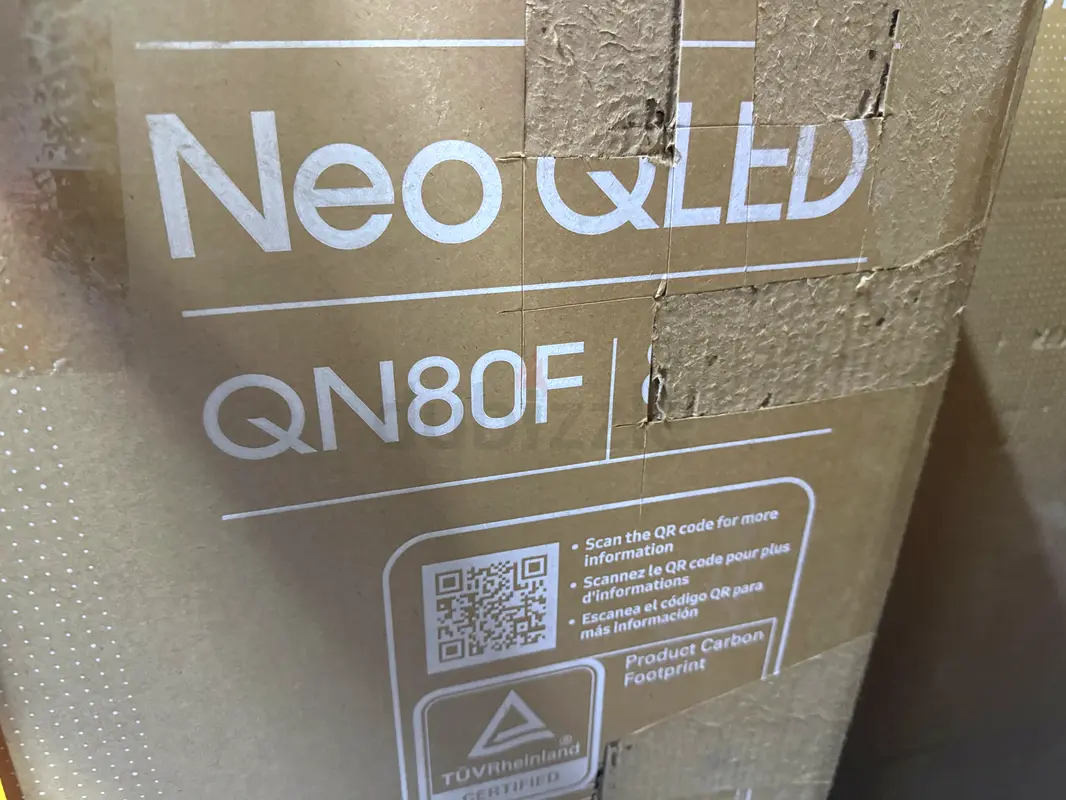 Neo QLED
QN80F
• Scan the QR code for more
information
• Scannez le QR code pour plus
d'informations
• Escanea el código QR para
más Información
Product Carbon
Footprint
TÜVRheinland®
CERTIFIED